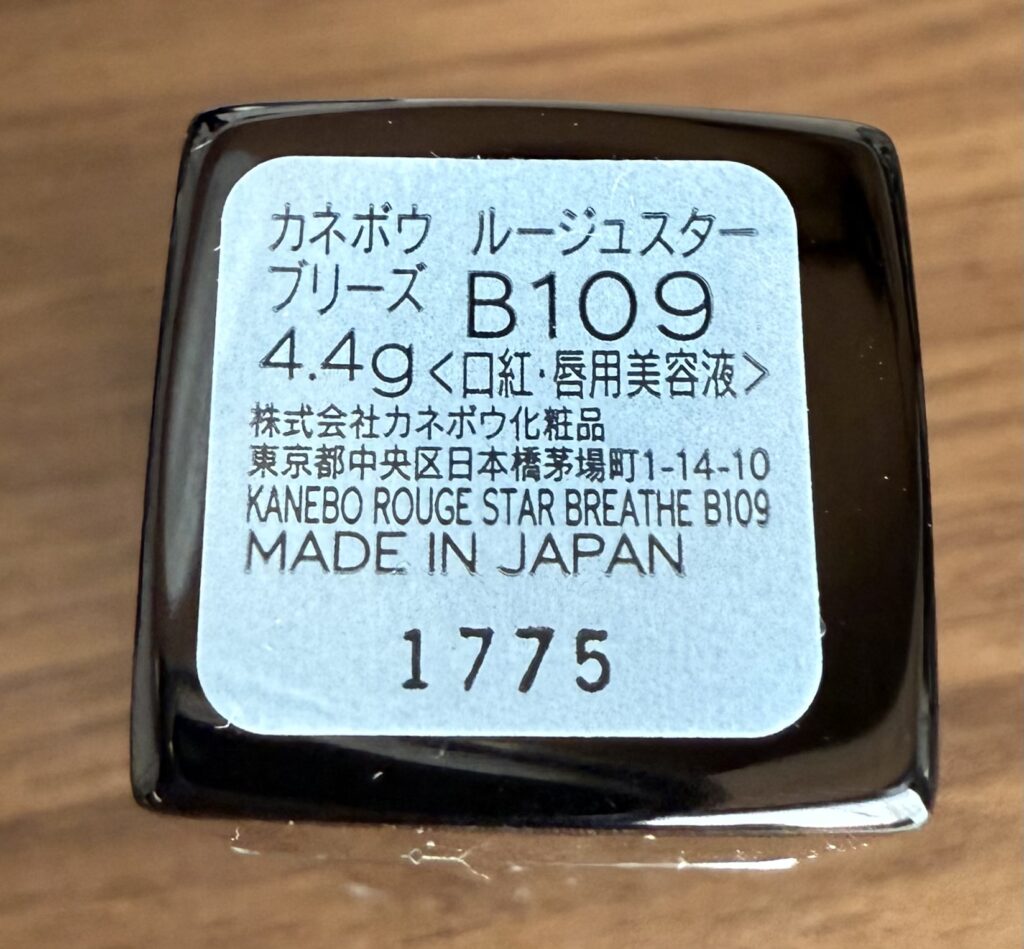 カネボウ ルージュスター
ブリーズ B109
4.4g<口紅・唇用美容液>
株式会社カネボウ化粧品
東京都中央区日本橋茅場町1-14-10
KANEBO ROUGE STAR BREATHE B109
MADE IN JAPAN
1775